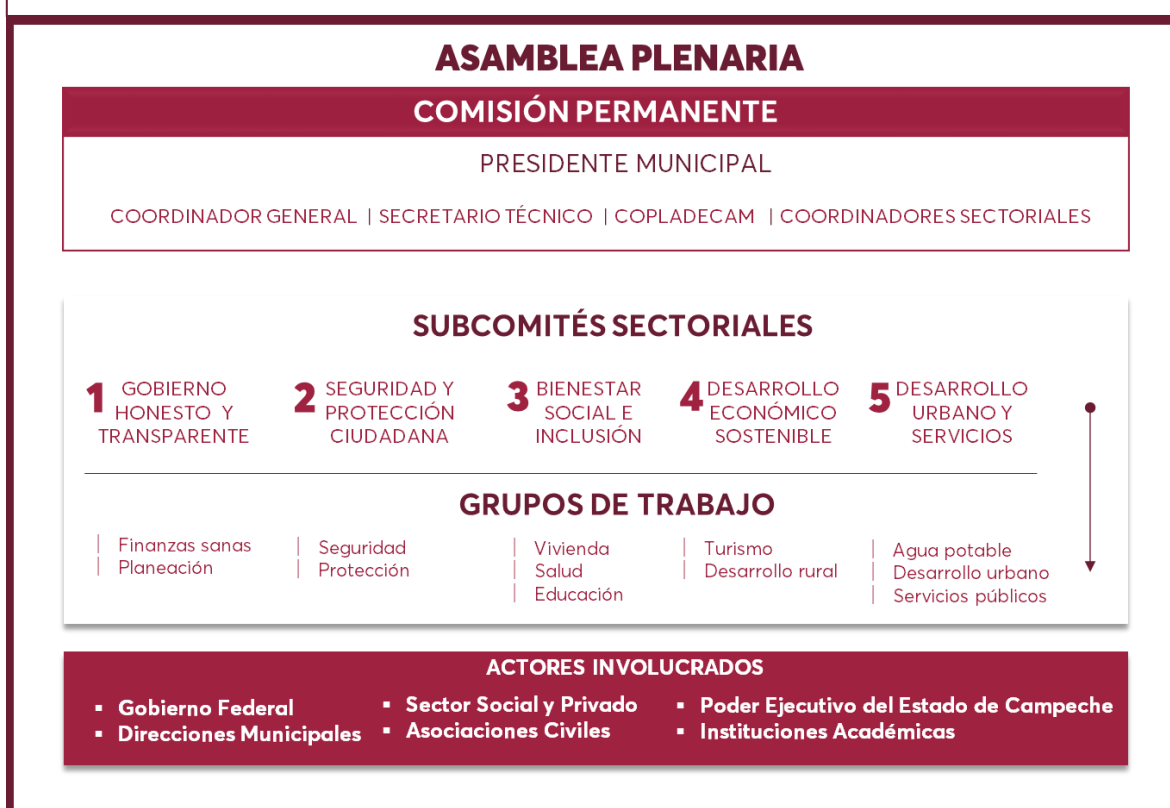 ASAMBLEA PLENARIA
COMISIÓN PERMANENTE
PRESIDENTE MUNICIPAL
COORDINADOR GENERAL | SECRETARIO TÉCNICO | COPLADECAM | COORDINADORES SECTORIALES
SUBCOMITÉS SECTORIALES
1 GOBIERNO
HONESTO Y
TRANSPARENTE
2 SEGURIDAD Y
PROTECCIÓN
CIUDADANA
3 BIENESTAR
SOCIAL E
INCLUSIÓN
4 DESARROLLO
ECONÓMICO
SOSTENIBLE
5 DESARROLLO
URBANO Y
SERVICIOS
GRUPOS DE TRABAJO
| Finanzas sanas
| Planeación
| Seguridad
| Protección
| Vivienda
| Salud
| Educación
| Turismo
| Desarrollo rural
| Agua potable
| Desarrollo urbano
| Servicios públicos
ACTORES INVOLUCRADOS
▪ Gobierno Federal
▪ Direcciones Municipales
▪ Sector Social y Privado
▪ Asociaciones Civiles
▪ Poder Ejecutivo del Estado de Campeche
▪ Instituciones Académicas